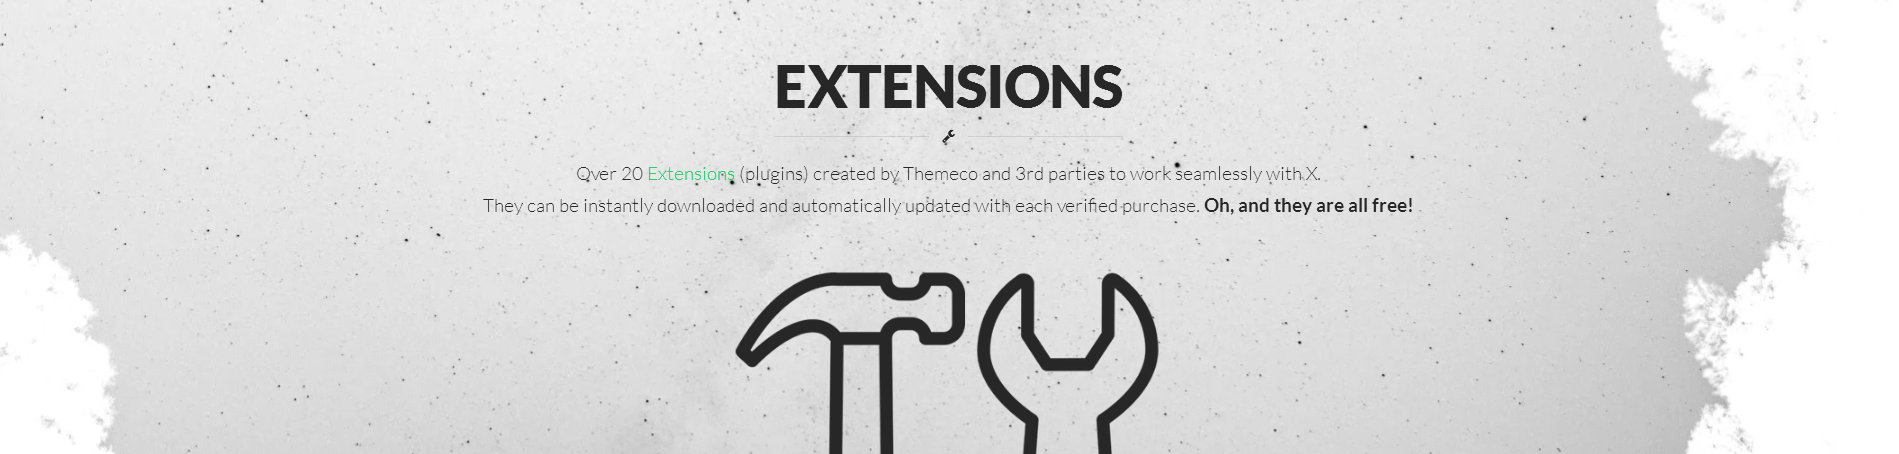 EXTENSIONS
Over 20 Extensions (plugins) created by Themeco and 3rd parties to work seamlessly with X.
They can be instantly downloaded and automatically updated with each verified purchase. Oh, and they are all free!